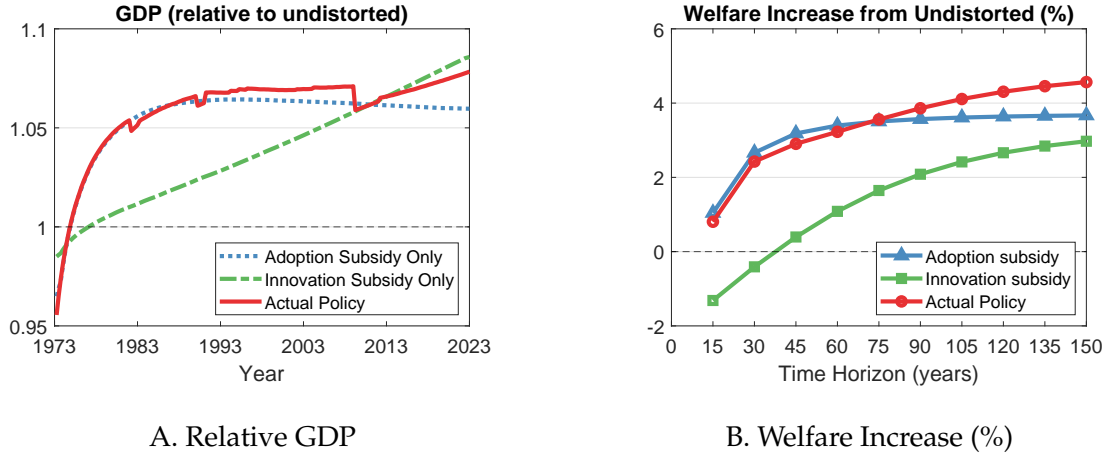 GDP (relative to undistorted)
1.1
1.05
1
0.95
1973 1983 1993 2003 2013 2023
Year
Adoption Subsidy Only
Innovation Subsidy Only
Actual Policy
A. Relative GDP
Welfare Increase from Undistorted (%)
6
4
2
0
-2
0 15 30 45 60 75 90 105 120 135 150
Time Horizon (years)
Adoption subsidy
Innovation subsidy
Actual Policy
B. Welfare Increase (%)